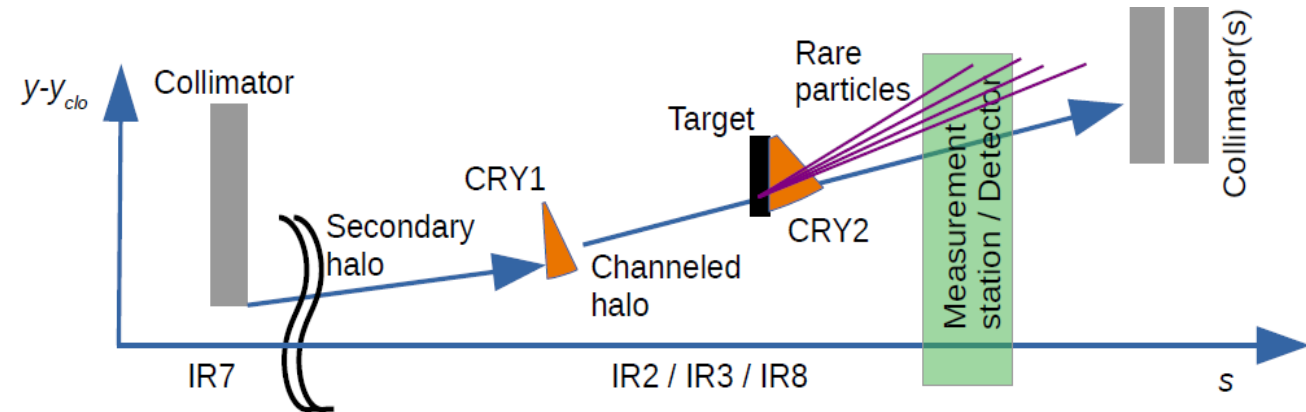 y-y_clo
Collimator
CRY1
Secondary
halo
Channeled
halo
Target
CRY2
Rare
particles
Measurement
station / Detector
Collimator(s)
IR7
IR2 / IR3 / IR8
s